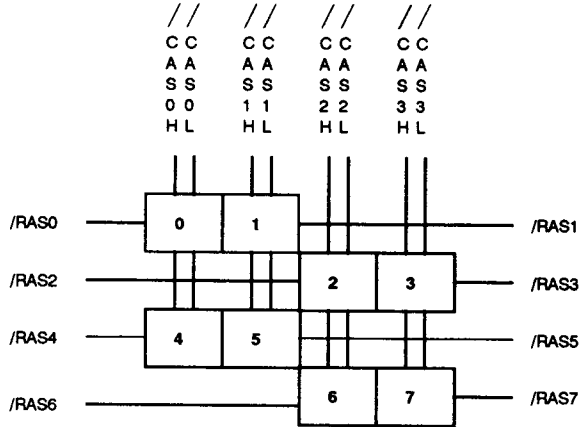 /CAS0H /CAS0L /CAS1H /CAS1L /CAS2H /CAS2L /CAS3H /CAS3L
/RAS0 0 1 /RAS1
/RAS2 2 3 /RAS3
/RAS4 4 5 /RAS5
/RAS6 6 7 /RAS7